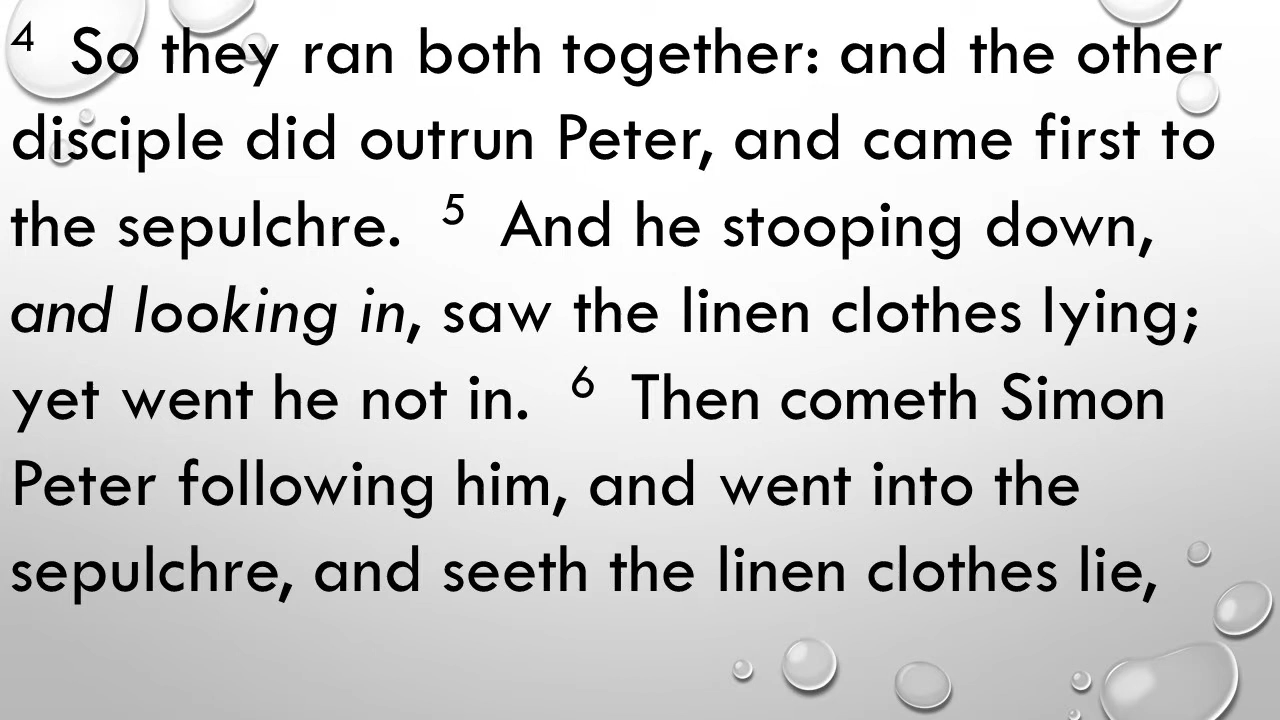 4 So they ran both together: and the other
disciple did outrun Peter, and came first to
the sepulchre. 5 And he stooping down,
and looking in, saw the linen clothes lying;
yet went he not in. 6 Then cometh Simon
Peter following him, and went into the
sepulchre, and seeth the linen clothes lie,